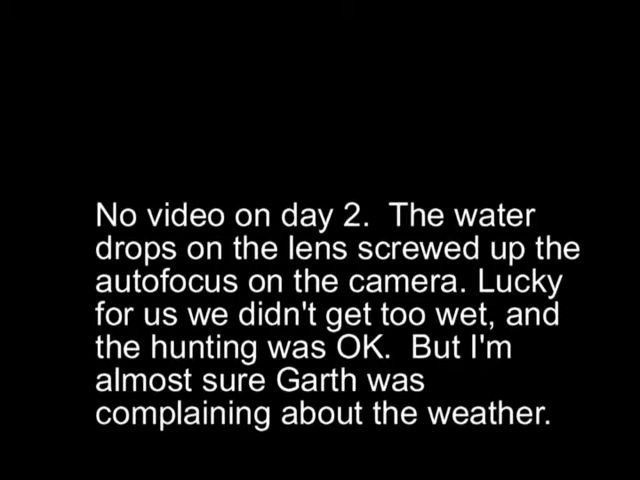 No video on day 2.  The water
drops on the lens screwed up the
autofocus on the camera. Lucky
for us we didn't get too wet, and
the hunting was OK.  But I'm
almost sure Garth was
complaining about the weather.